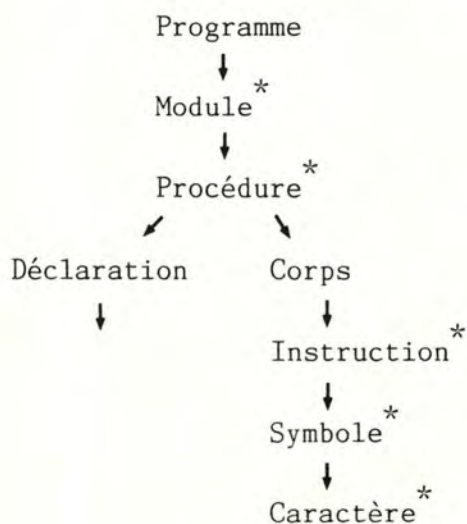 Programme
Module*
Procédure*
Déclaration Corps
Instruction*
Symbole*
Caractère*